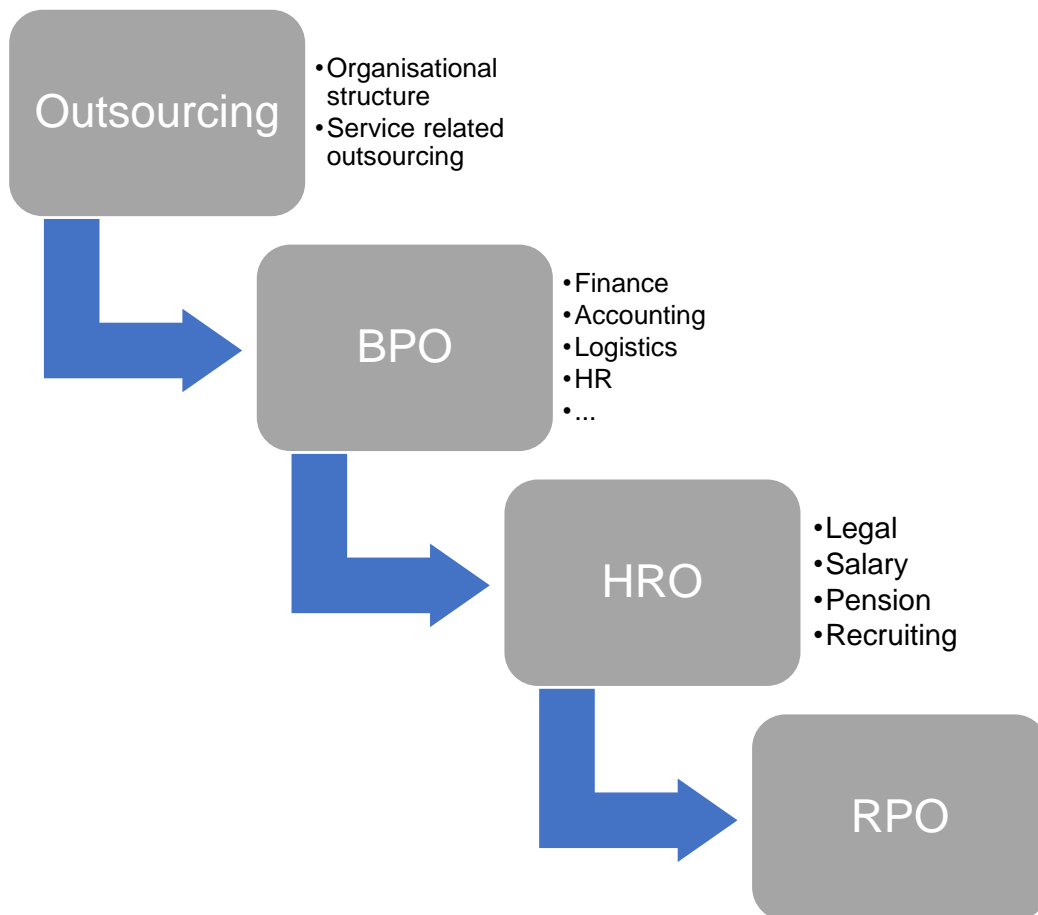 Outsourcing
•Organisational
structure
•Service related
outsourcing
BPO
•Finance
•Accounting
•Logistics
•HR
•...
HRO
•Legal
•Salary
•Pension
•Recruiting
RPO